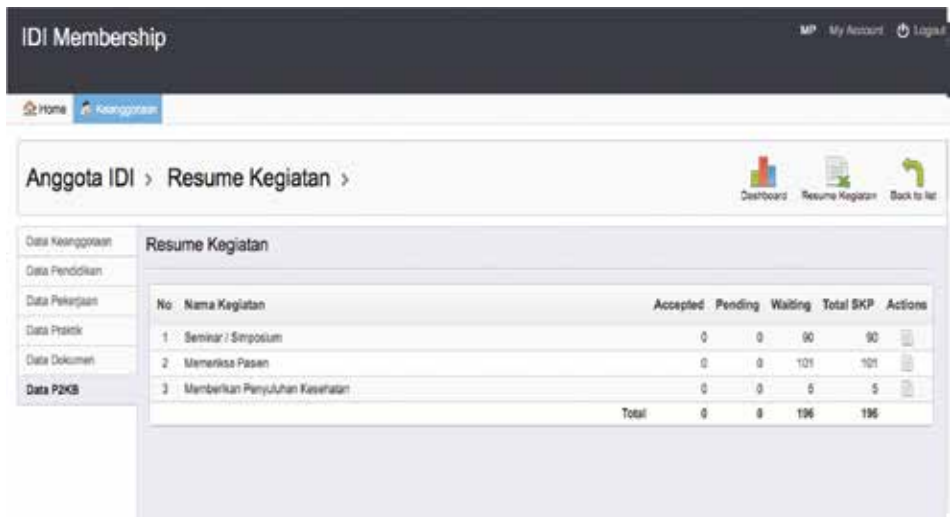 IDI Membership
MP My Account Logout
Home Keanggotaan
Anggota IDI › Resume Kegiatan ›
Dashboard Resume Kegiatan Back to list
Data Keanggotaan
Data Pendidikan
Data Pekerjaan
Data Praktik
Data Dokumen
Data P2KB
Resume Kegiatan
No Nama Kegiatan Accepted Pending Waiting Total SKP Actions
1 Seminar / Simposium 0 0 90 90
2 Memeriksa Pasien 0 0 101 101
3 Memberikan Penyuluhan Kesehatan 0 0 5 5
Total 0 0 196 196